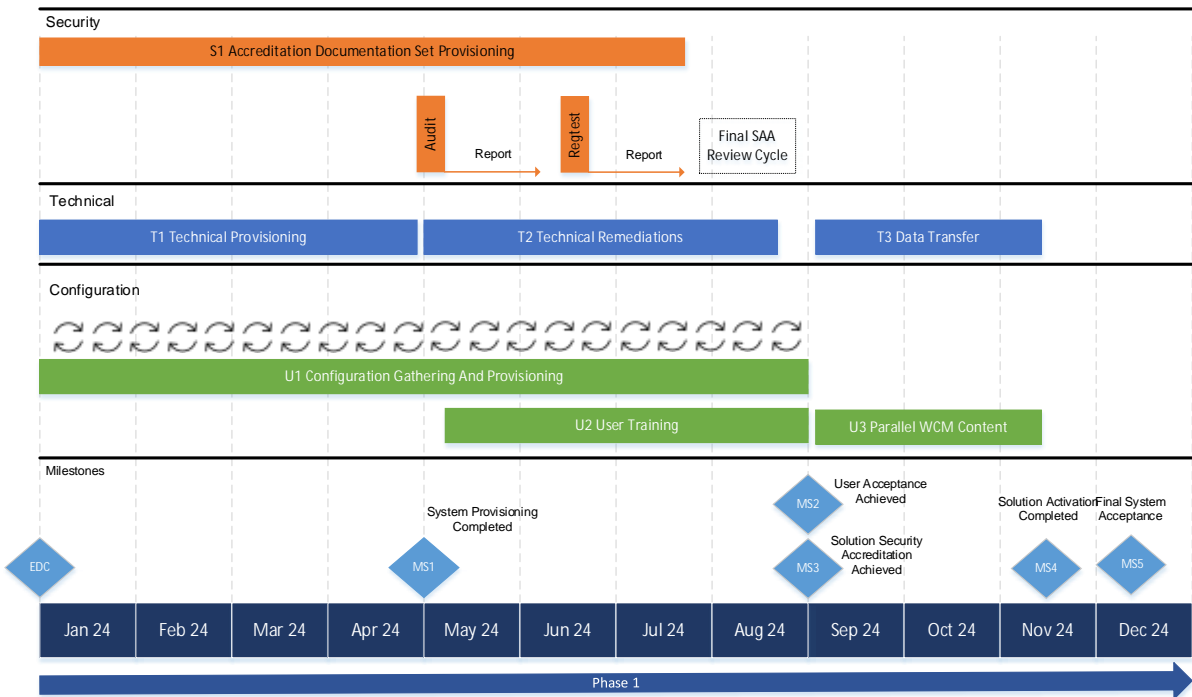 Security
S1 Accreditation Documentation Set Provisioning
Audit
Report
Regtest
Report
Final SAA
Review Cycle
Technical
T1 Technical Provisioning
T2 Technical Remediations
T3 Data Transfer
Configuration
U1 Configuration Gathering And Provisioning
U2 User Training
U3 Parallel WCM Content
Milestones
EDC
System Provisioning
Completed
MS1
MS2
User Acceptance
Achieved
MS3
Solution Security
Accreditation
Achieved
Solution Activation
Completed
MS4
Final System
Acceptance
MS5
Jan 24
Feb 24
Mar 24
Apr 24
May 24
Jun 24
Jul 24
Aug 24
Sep 24
Oct 24
Nov 24
Dec 24
Phase 1